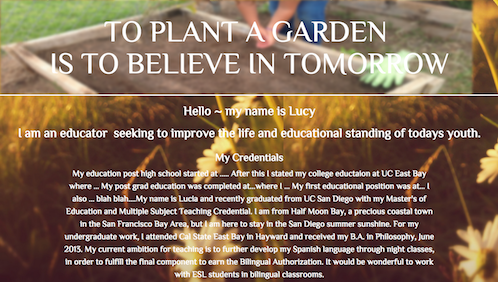 TO PLANT A GARDEN
IS TO BELIEVE IN TOMORROW
Hello ~ my name is Lucy
I am an educator seeking to improve the life and educational standing of todays youth.
My Credentials
My education post high school started at ..... After this I stated my college eductaion at UC East Bay
where ... My post grad education was completed at...where I ... My first educational position was at... I
also ... blah blah....My name is Lucia and recently graduated from UC San Diego with my Master's of
Education and Multiple Subject Teaching Credential. I am from Half Moon Bay, a precious coastal town
in the San Francisco Bay Area, but I am here to stay in the San Diego summer sunshine. For my
undergraduate work, I attended Cal State East Bay in Hayward and received my B.A. in Philosophy, June
2013. My current ambition for teaching is to further develop my Spanish language through night classes,
in order to fulfill the final component to earn the Bilingual Authorization. It would be wonderful to work
with ESL students in bilingual classrooms.